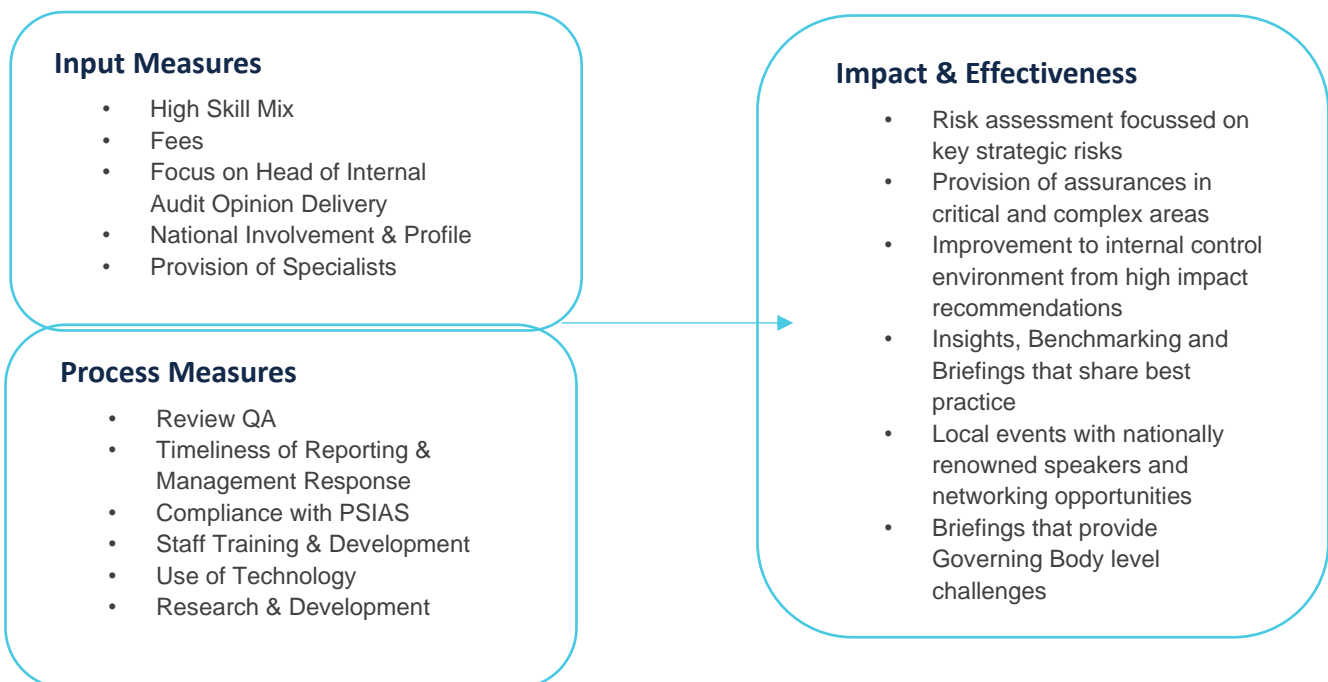 Input Measures
• High Skill Mix
• Fees
• Focus on Head of Internal
Audit Opinion Delivery
• National Involvement & Profile
• Provision of Specialists
Process Measures
• Review QA
• Timeliness of Reporting &
Management Response
• Compliance with PSIAS
• Staff Training & Development
• Use of Technology
• Research & Development
Impact & Effectiveness
• Risk assessment focussed on
key strategic risks
• Provision of assurances in
critical and complex areas
• Improvement to internal control
environment from high impact
recommendations
• Insights, Benchmarking and
Briefings that share best
practice
• Local events with nationally
renowned speakers and
networking opportunities
• Briefings that provide
Governing Body level
challenges